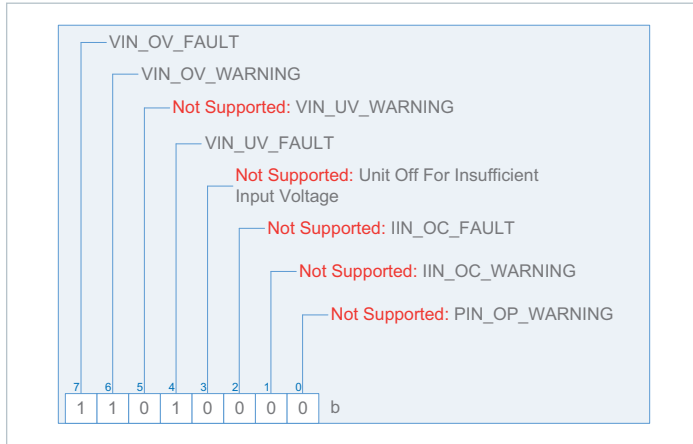 VIN_OV_FAULT
VIN_OV_WARNING
Not Supported: VIN_UV_WARNING
VIN_UV_FAULT
Not Supported: Unit Off For Insufficient
Input Voltage
Not Supported: IIN_OC_FAULT
Not Supported: IIN_OC_WARNING
Not Supported: PIN_OP_WARNING
7 6 5 4 3 2 1 0
1 1 0 1 0 0 0 0 b